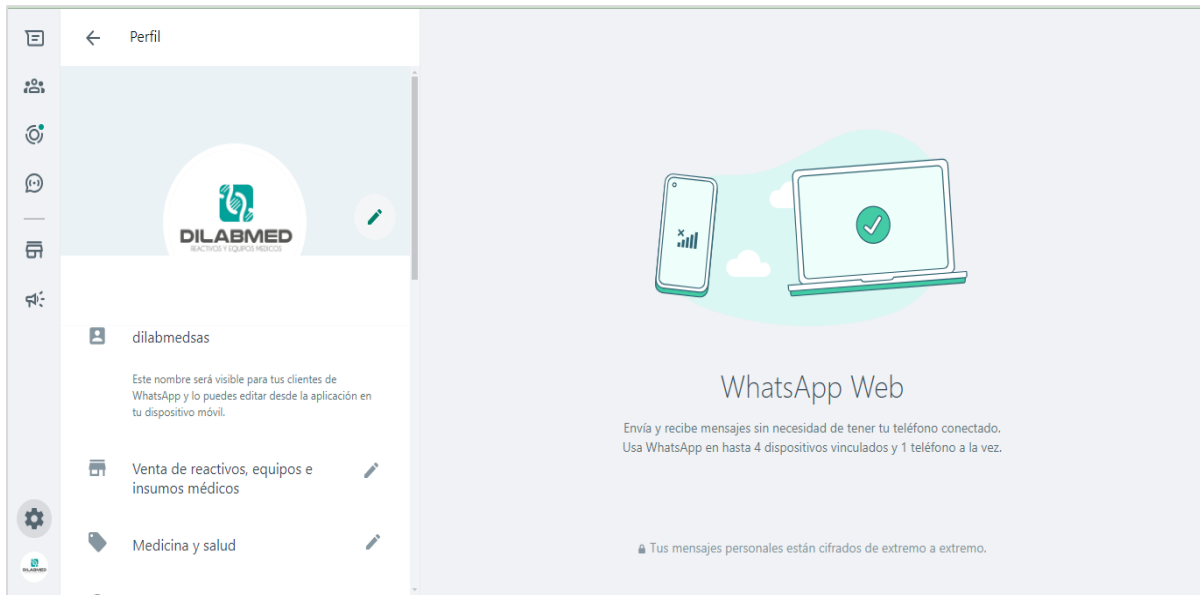 Perfil
DILABMED
REACTIVOS Y EQUIPOS MÉDICOS
dilabmedsas
Este nombre será visible para tus clientes de
WhatsApp y lo puedes editar desde la aplicación en
tu dispositivo móvil.
Venta de reactivos, equipos e
insumos médicos
Medicina y salud
DILABMED
WhatsApp Web
Envía y recibe mensajes sin necesidad de tener tu teléfono conectado.
Usa WhatsApp en hasta 4 dispositivos vinculados y 1 teléfono a la vez.
Tus mensajes personales están cifrados de extremo a extremo.